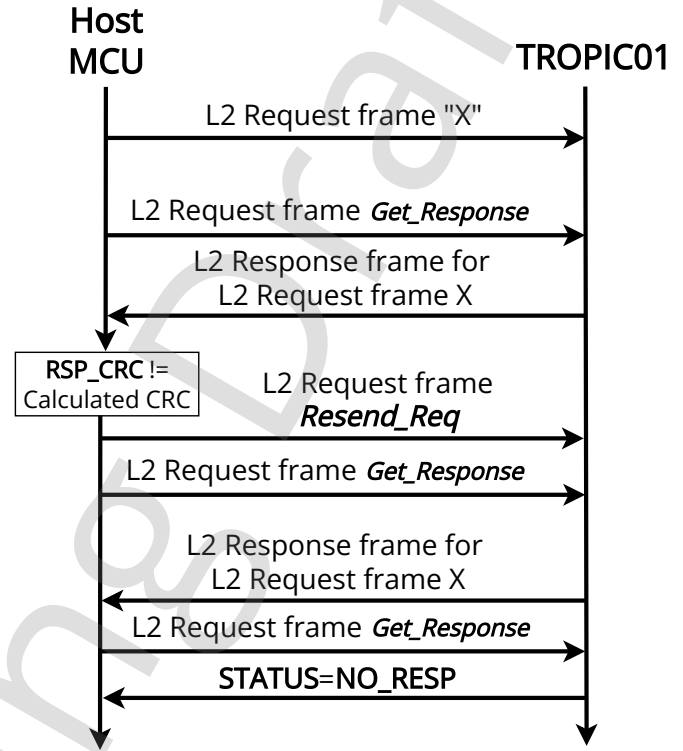 Host
MCU
TROPIC01
L2 Request frame "X"
L2 Request frame Get_Response
L2 Response frame for
L2 Request frame X
RSP_CRC !=
Calculated CRC
L2 Request frame
Resend_Req
L2 Request frame Get_Response
L2 Response frame for
L2 Request frame X
L2 Request frame Get_Response
STATUS=NO_RESP